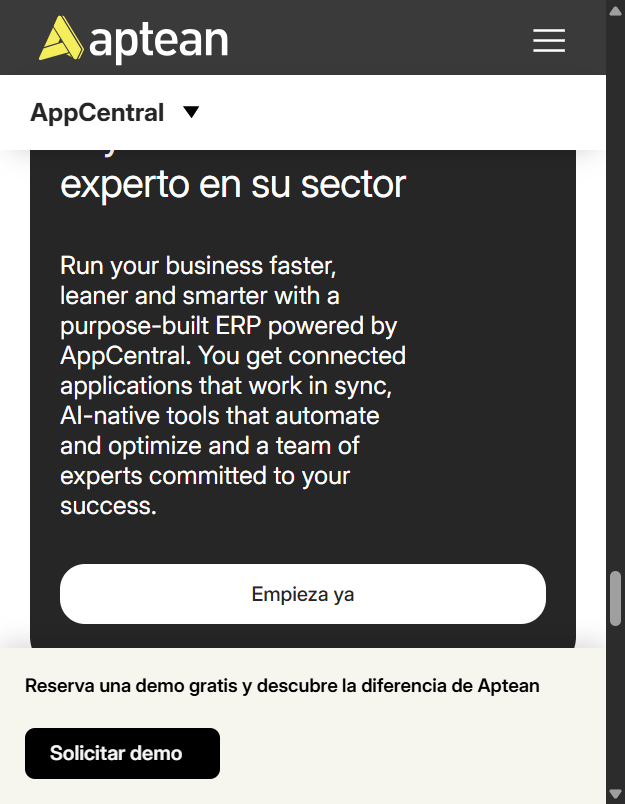 aptean
AppCentral
experto en su sector
Run your business faster,
leaner and smarter with a
purpose-built ERP powered by
AppCentral. You get connected
applications that work in sync,
AI-native tools that automate
and optimize and a team of
experts committed to your
success.
Empieza ya
Reserva una demo gratis y descubre la diferencia de Aptean
Solicitar demo